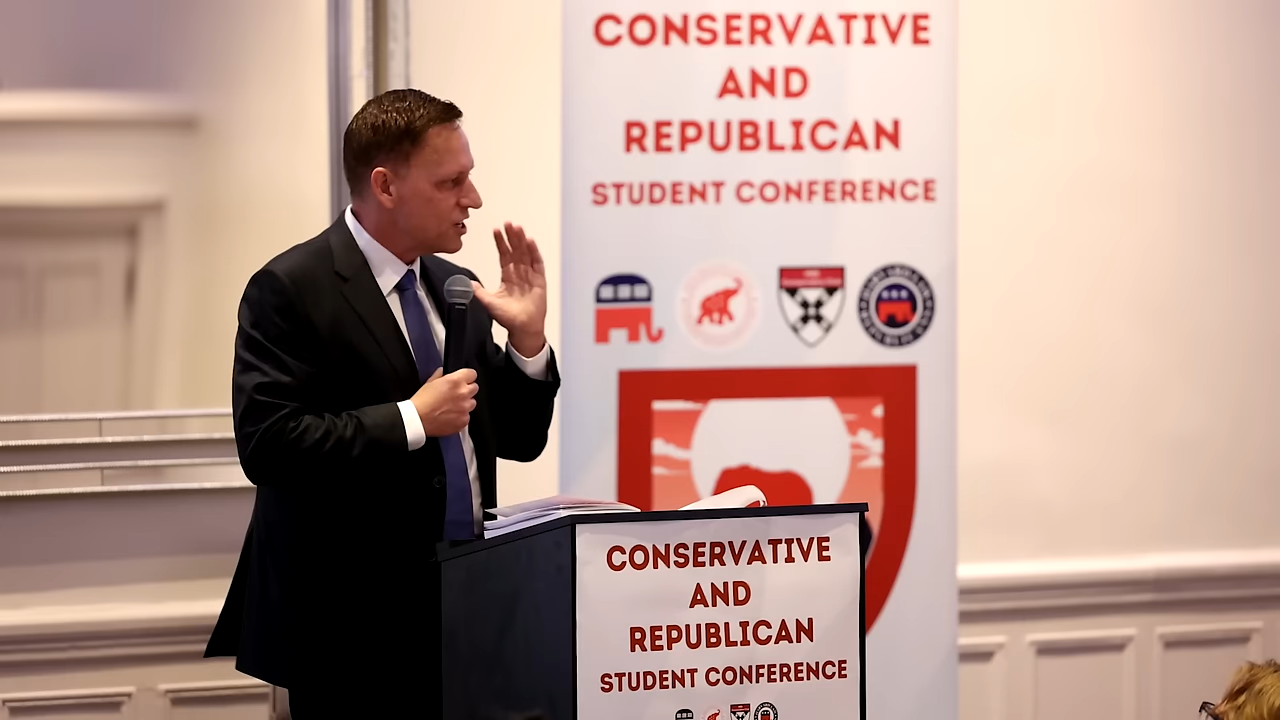 CONSERVATIVE
AND
REPUBLICAN
STUDENT CONFERENCE
CONSERVATIVE
AND
REPUBLICAN
STUDENT CONFERENCE